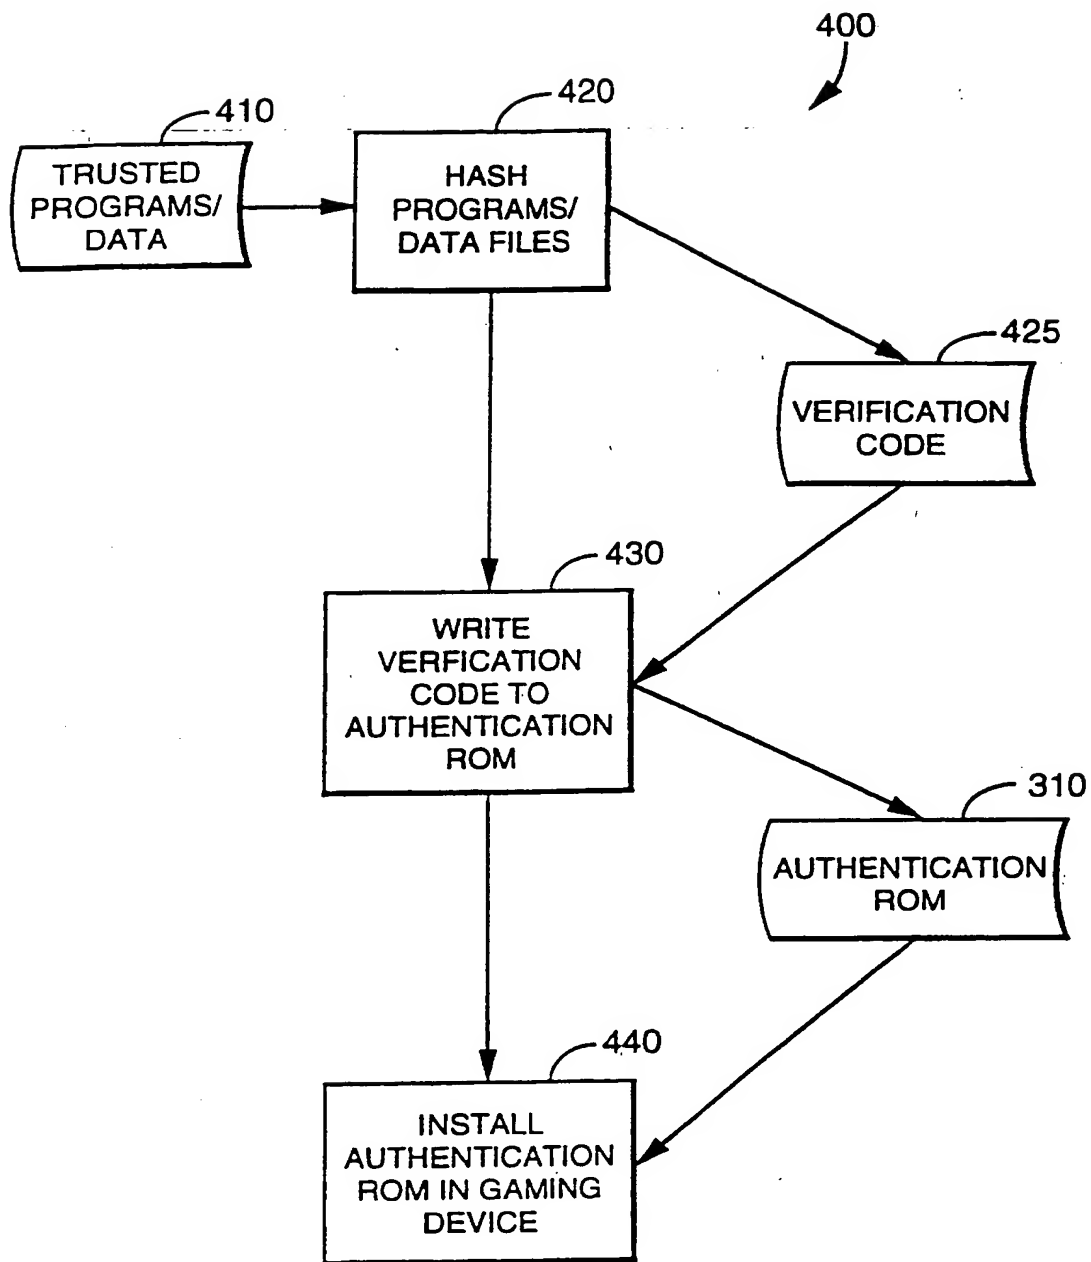 400
410
420
TRUSTED
PROGRAMS/
DATA
HASH
PROGRAMS/
DATA FILES
425
VERIFICATION
CODE
430
WRITE
VERFICATION
CODE TO
AUTHENTICATION
ROM
310
AUTHENTICATION
ROM
440
INSTALL
AUTHENTICATION
ROM IN GAMING
DEVICE